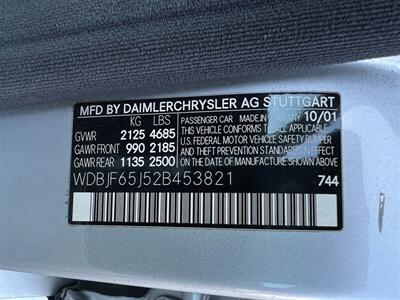 MFD BY DAIMLERCHRYSLER AG STUTTGART
KG LBS
GVWR 2125 4685
GAWR FRONT 990 2185
GAWR REAR 1135 2500
PASSENGER CAR. MADE IN GERMANY 10/01
THIS VEHICLE CONFORMS TO ALL APPLICABLE
U.S. FEDERAL MOTOR VEHICLE SAFETY BUMPER
AND THEFT PREVENTION STANDARDS IN EFFECT
ON THE DATE OF MANUFACTURE SHOWN ABOVE.
WDBJF65J52B453821
744